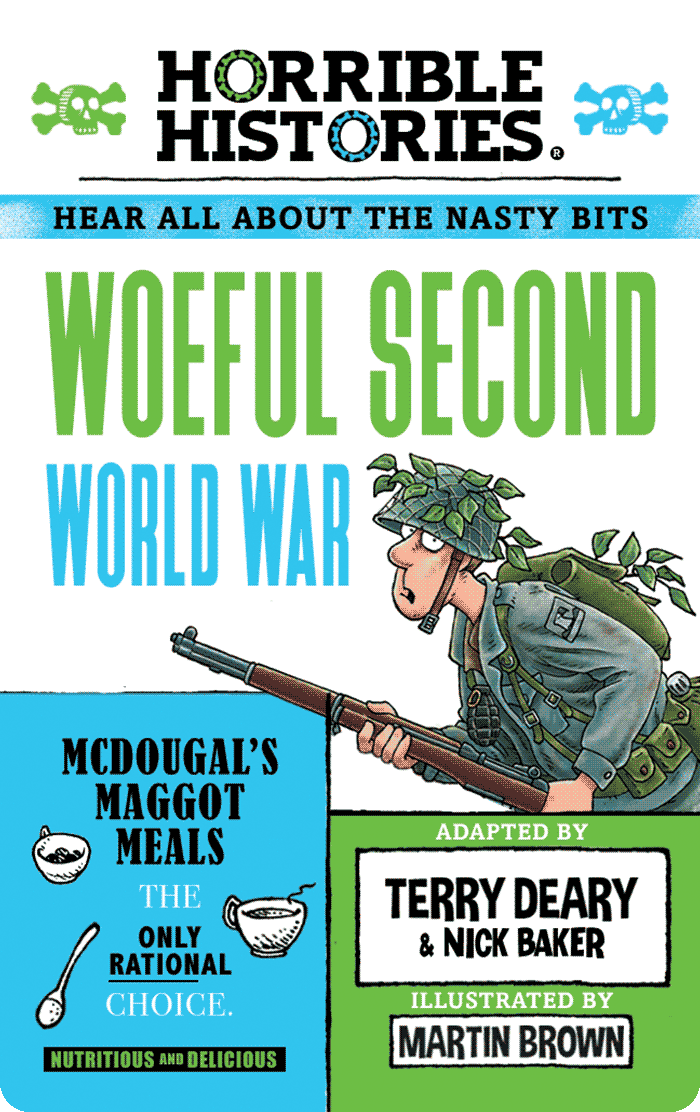 HORRIBLE
HISTORIES.®
HEAR ALL ABOUT THE NASTY BITS
WOEFUL SECOND
WORLD WAR
MCDOUGAL'S
MAGGOT
MEALS
THE
ONLY
RATIONAL
CHOICE.
NUTRITIOUS AND DELICIOUS
ADAPTED BY
TERRY DEARY
& NICK BAKER
ILLUSTRATED BY
MARTIN BROWN